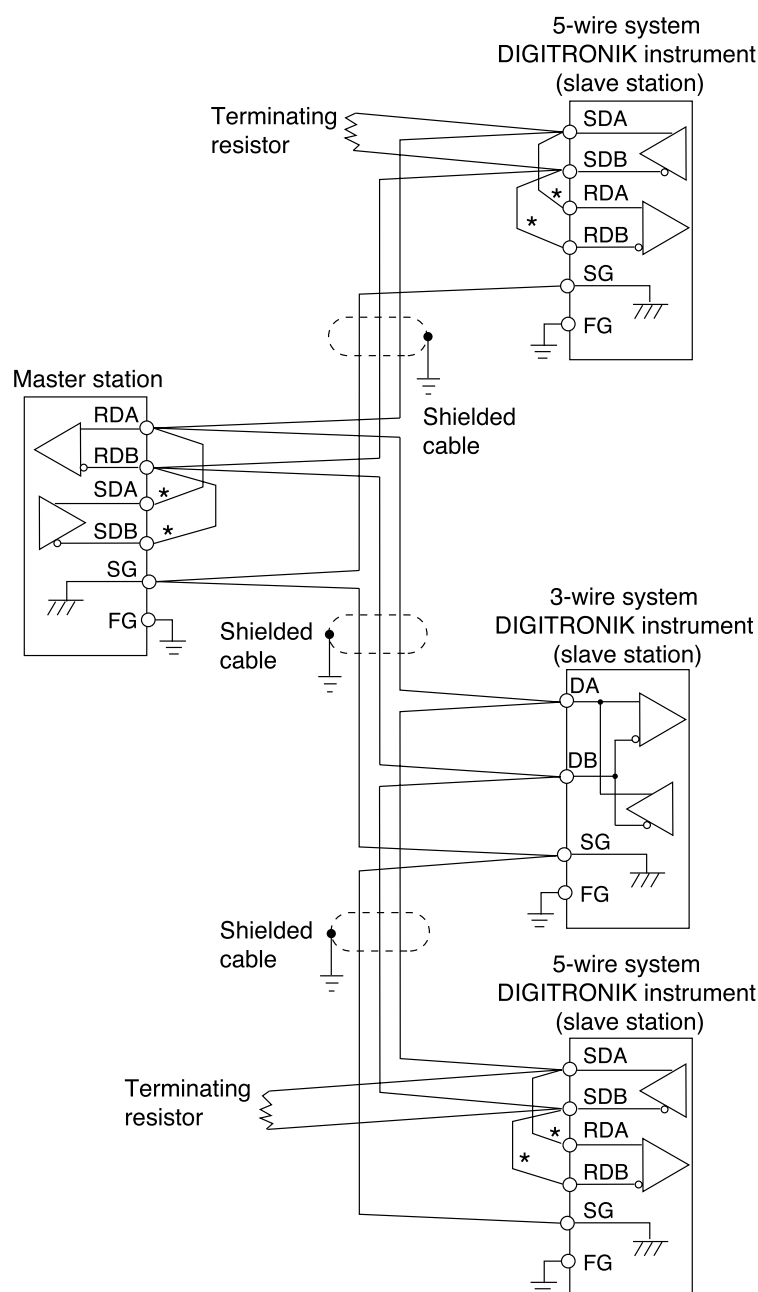 5-wire system
DIGITRONIK instrument
(slave station)
Terminating
resistor
SDA
SDB
*
RDA
*
RDB
SG
FG
Shielded
cable
Master station
RDA
RDB
SDA
*
SDB
*
SG
FG
Shielded
cable
3-wire system
DIGITRONIK instrument
(slave station)
DA
DB
SG
FG
Shielded
cable
5-wire system
DIGITRONIK instrument
(slave station)
Terminating
resistor
SDA
SDB
*
RDA
*
RDB
SG
FG